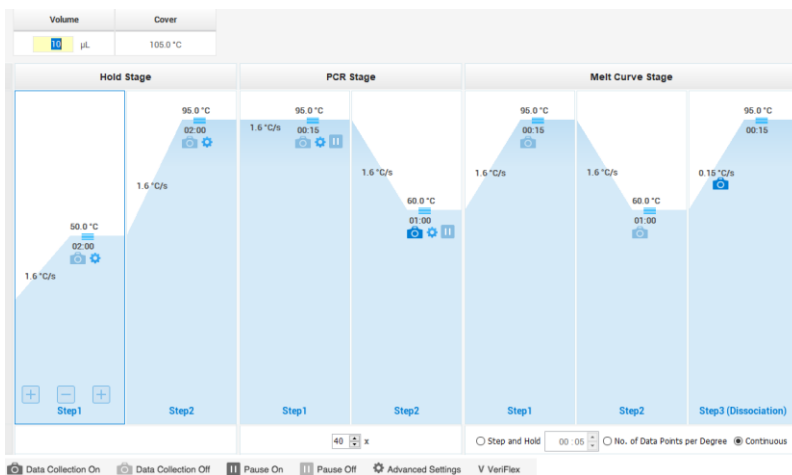 Volume Cover
10 µL 105.0 °C
Hold Stage PCR Stage Melt Curve Stage
95.0 °C 95.0 °C 95.0 °C 95.0 °C
02:00 1.6 °C/s 00:15 00:15 00:15
1.6 °C/s 1.6 °C/s 1.6 °C/s 0.15 °C/s
1.6 °C/s
60.0 °C 60.0 °C
01:00 01:00
50.0 °C
02:00
1.6 °C/s
Step1 Step2 Step1 Step2 Step1 Step2 Step3 (Dissociation)
40 x Step and Hold 00 : 05 No. of Data Points per Degree Continuous
Data Collection On Data Collection Off Pause On Pause Off Advanced Settings V VeriFlex